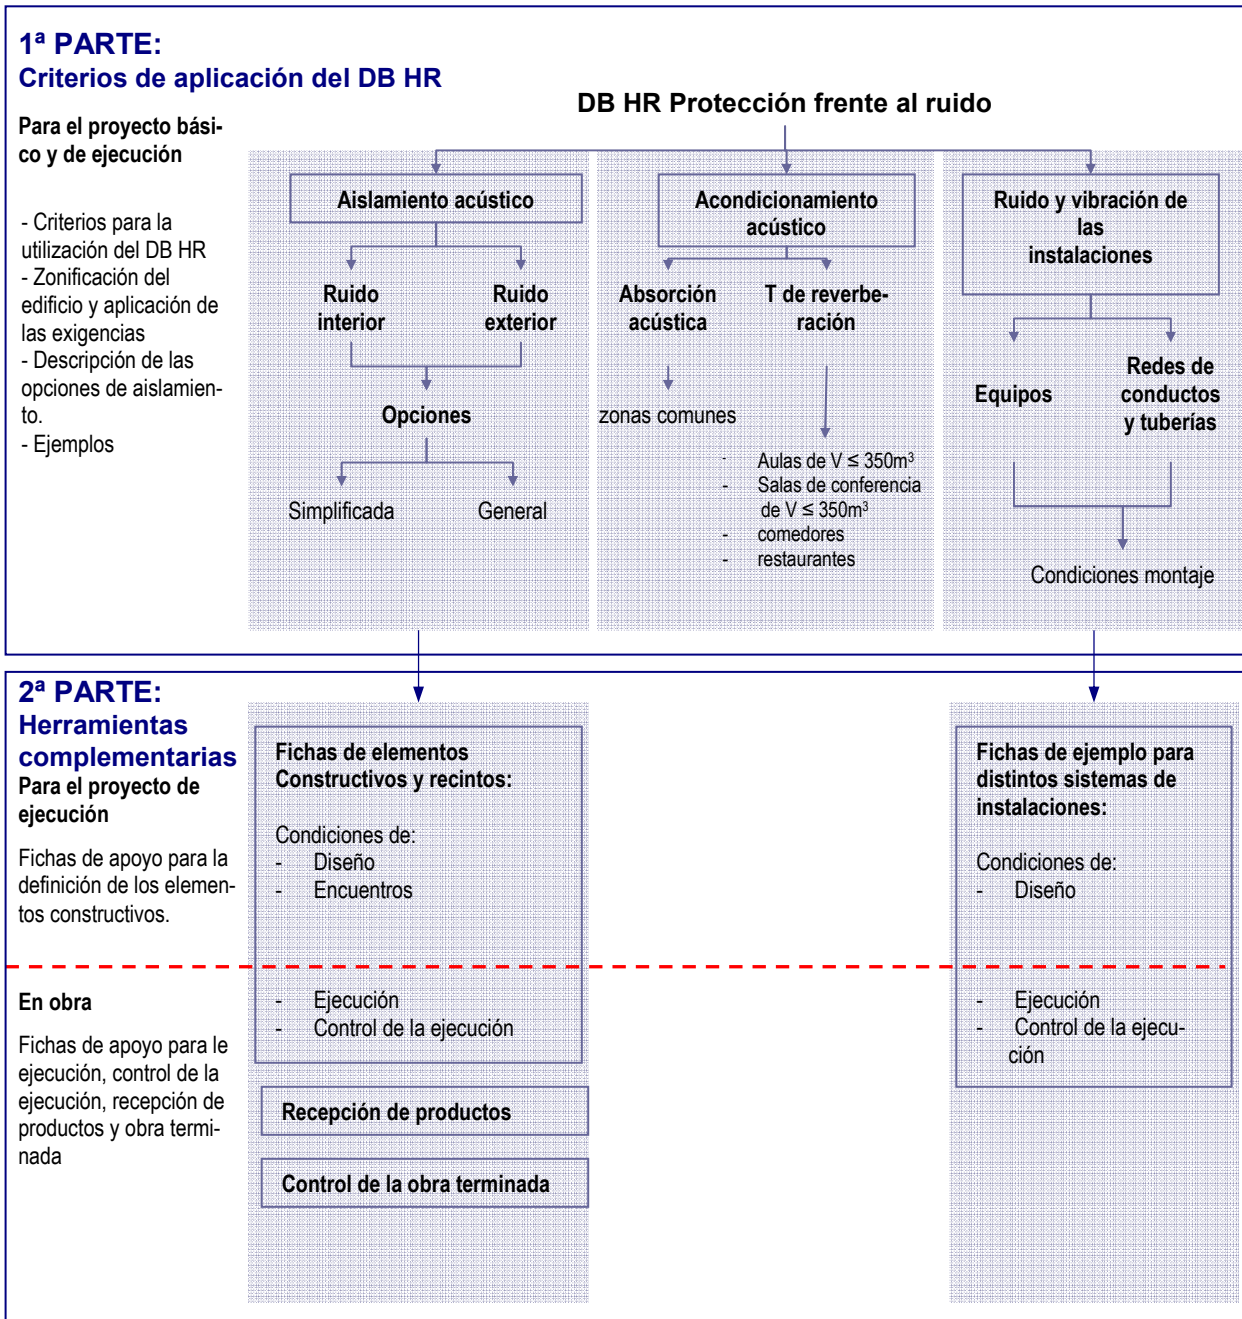 1ª PARTE:
Criterios de aplicación del DB HR
Para el proyecto bási-
co y de ejecución
- Criterios para la
utilización del DB HR
- Zonificación del
edificio y aplicación de
las exigencias
- Descripción de las
opciones de aislamien-
to.
- Ejemplos
DB HR Protección frente al ruido
Aislamiento acústico
Ruido
interior
Ruido
exterior
Opciones
Simplificada
General
Acondicionamiento
acústico
Absorción
acústica
T de reverbe-
ración
zonas comunes
- Aulas de V ≤ 350m³
- Salas de conferencia
de V ≤ 350m³
- comedores
- restaurantes
Ruido y vibración de
las
instalaciones
Equipos
Redes de
conductos
y tuberías
Condiciones montaje
2ª PARTE:
Herramientas
complementarias
Para el proyecto de
ejecución
Fichas de apoyo para la
definición de los elemen-
tos constructivos.
En obra
Fichas de apoyo para le
ejecución, control de la
ejecución, recepción de
productos y obra termi-
nada
Fichas de elementos
Constructivos y recintos:
Condiciones de:
- Diseño
- Encuentros
- Ejecución
- Control de la ejecución
Recepción de productos
Control de la obra terminada
Fichas de ejemplo para
distintos sistemas de
instalaciones:
Condiciones de:
- Diseño
- Ejecución
- Control de la ejecu-
ción